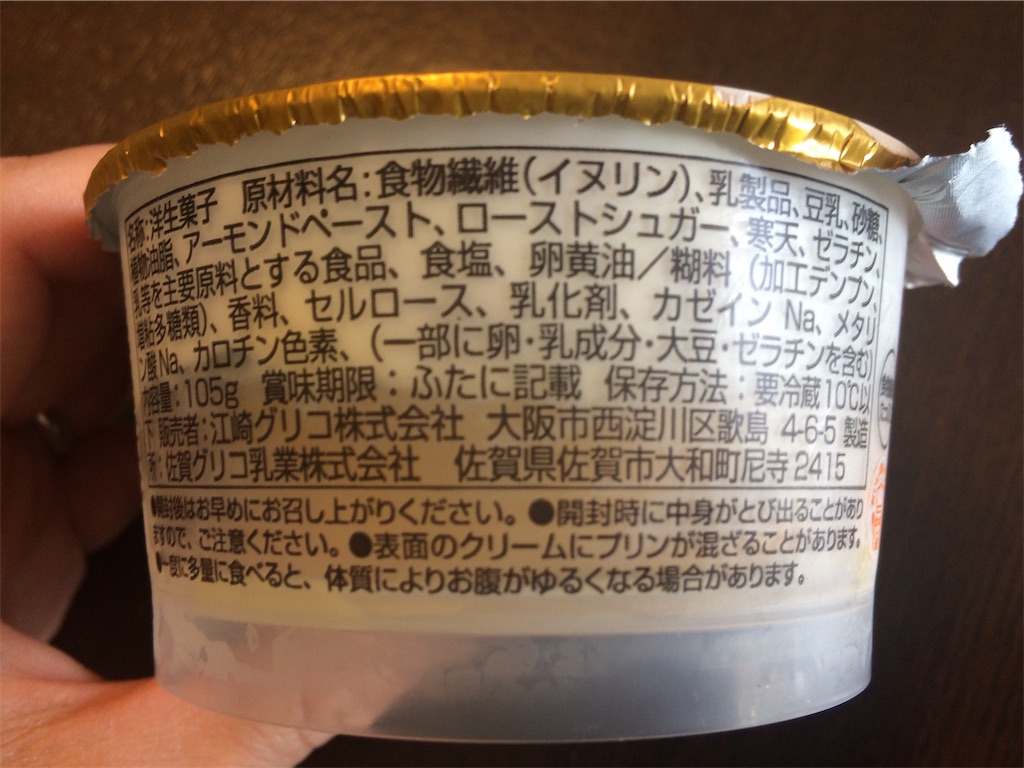 名称:洋生菓子 原材料名:食物繊維(イヌリン)、乳製品、豆乳、砂糖、
植物油脂、アーモンドペースト、ローストシュガー、寒天、ゼラチン、
乳等を主要原料とする食品、食塩、卵黄油/糊料(加工デンプン、
増粘多糖類)、香料、セルロース、乳化剤、カゼインNa、メタリ
ン酸Na、カロチン色素、(一部に卵・乳成分・大豆・ゼラチンを含む)
内容量:105g 賞味期限:ふたに記載 保存方法:要冷蔵10℃以
下 販売者:江崎グリコ株式会社 大阪市西淀川区歌島 4-6-5 製造
所:佐賀グリコ乳業株式会社 佐賀県佐賀市大和町尼寺2415
●開封後はお早めにお召し上がりください。●開封時に中身がとび出ることがあり
ますので、ご注意ください。●表面のクリームにプリンが混ざることがあります。
●一度に多量に食べると、体質によりお腹がゆるくなる場合があります。